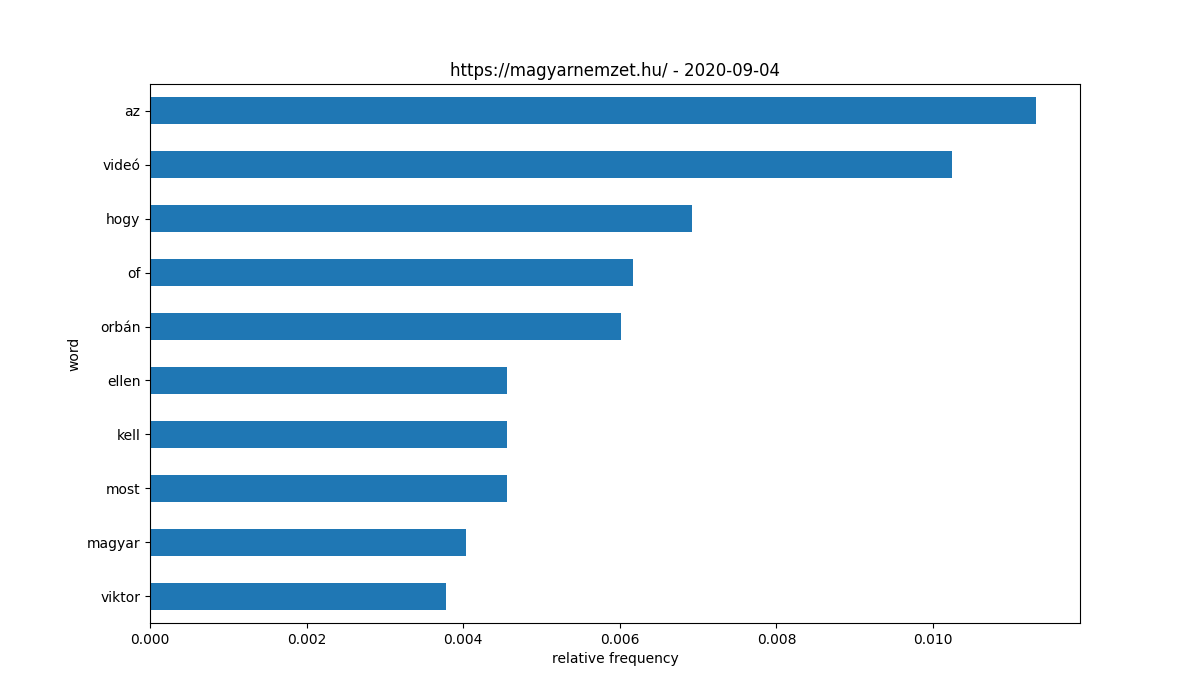 https://magyarnemzet.hu/ - 2020-09-04
az
videó
hogy
of
orbán
ellen
kell
most
magyar
viktor
word
0.000 0.002 0.004 0.006 0.008 0.010
relative frequency